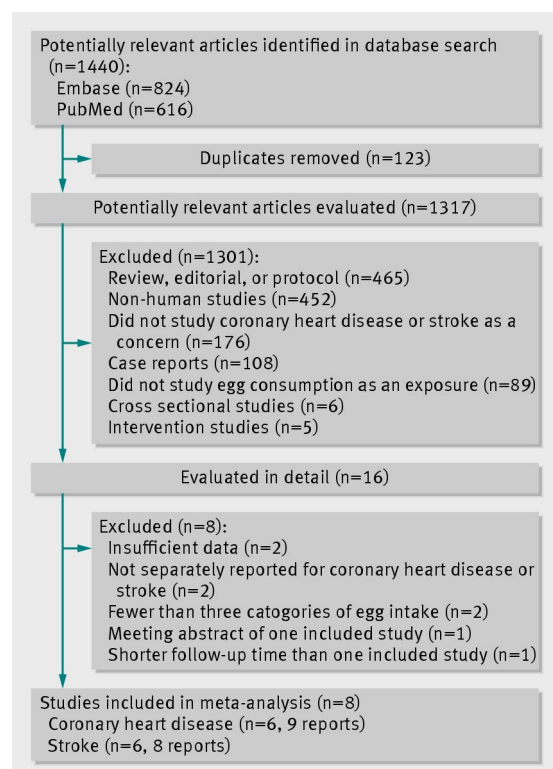 Potentially relevant articles identified in database search
(n=1440):
Embase (n=824)
PubMed (n=616)
Duplicates removed (n=123)
Potentially relevant articles evaluated (n=1317)
Excluded (n=1301):
Review, editorial, or protocol (n=465)
Non-human studies (n=452)
Did not study coronary heart disease or stroke as a
concern (n=176)
Case reports (n=108)
Did not study egg consumption as an exposure (n=89)
Cross sectional studies (n=6)
Intervention studies (n=5)
Evaluated in detail (n=16)
Excluded (n=8):
Insufficient data (n=2)
Not separately reported for coronary heart disease or
stroke (n=2)
Fewer than three catogories of egg intake (n=2)
Meeting abstract of one included study (n=1)
Shorter follow-up time than one included study (n=1)
Studies included in meta-analysis (n=8)
Coronary heart disease (n=6, 9 reports)
Stroke (n=6, 8 reports)